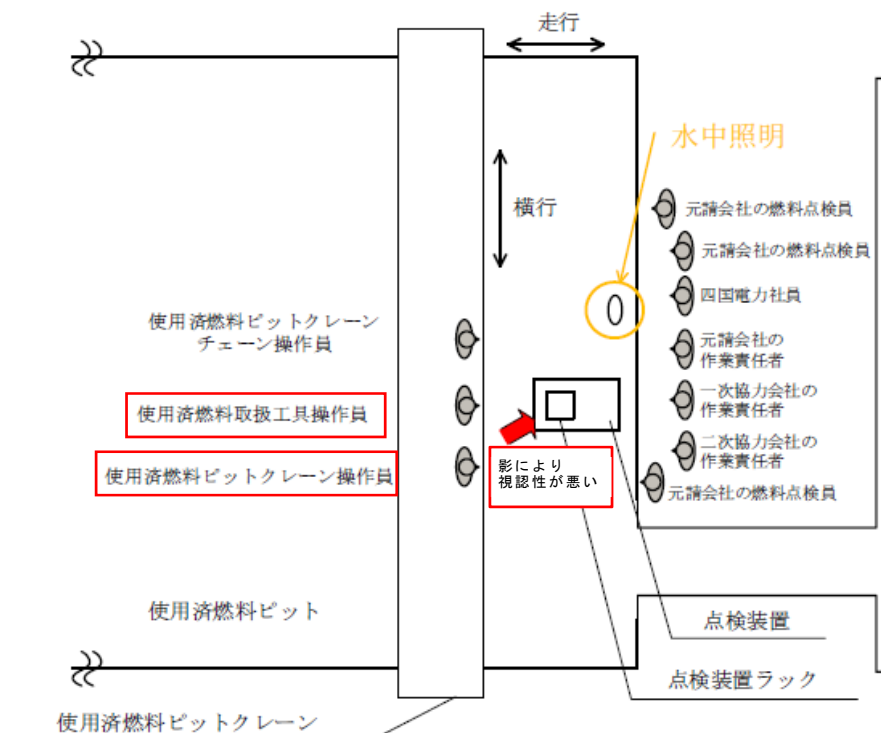 走行
水中照明
横行
元請会社の燃料点検員
元請会社の燃料点検員
四国電力社員
元請会社の
作業責任者
一次協力会社の
作業責任者
二次協力会社の
作業責任者
元請会社の燃料点検員
使用済燃料ピットクレーン
チェーン操作員
使用済燃料取扱工具操作員
使用済燃料ピットクレーン操作員
影により
視認性が悪い
使用済燃料ピット
点検装置
点検装置ラック
使用済燃料ピットクレーン